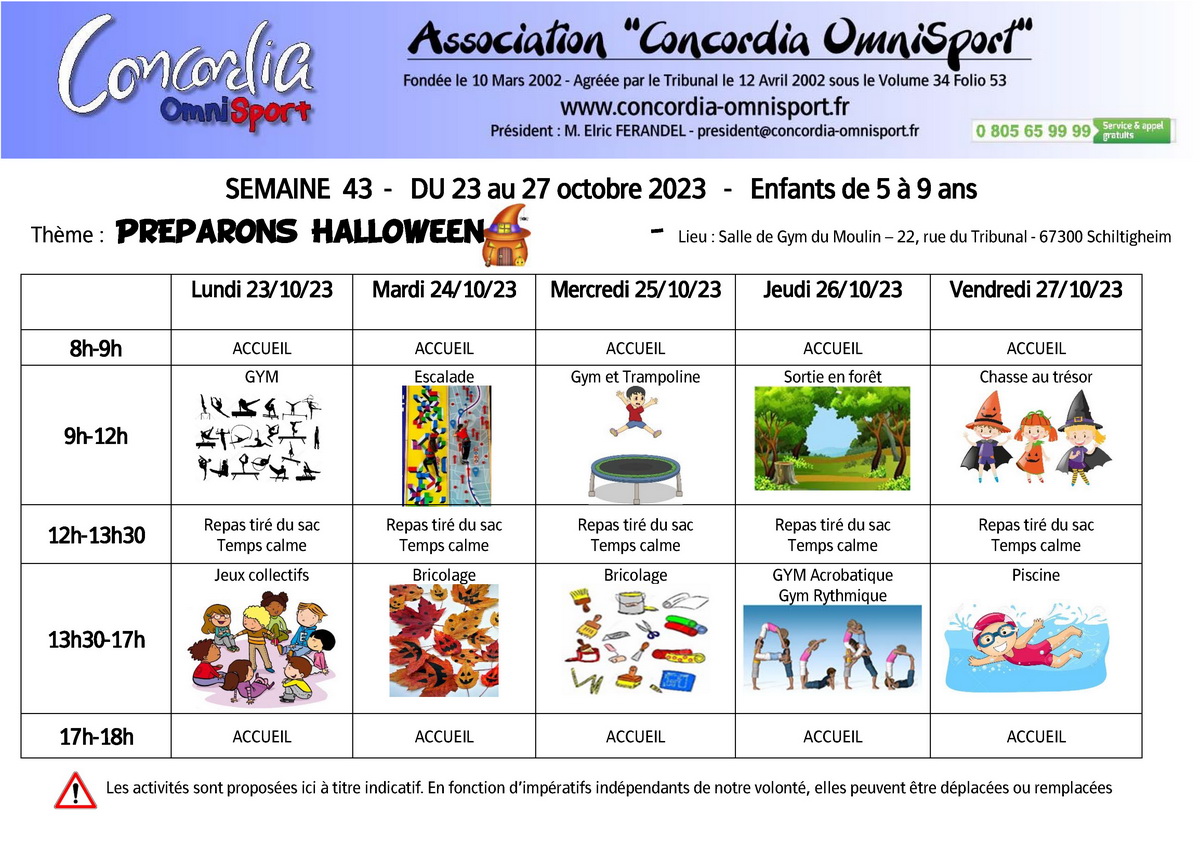 Concordia
OmniSport
Association "Concordia OmniSport"
Fondée le 10 Mars 2002 - Agréée par le Tribunal le 12 Avril 2002 sous le Volume 34 Folio 53
www.concordia-omnisport.fr
Président : M. Elric FERANDEL - president@concordia-omnisport.fr
0 805 65 99 99 Service & appel
gratuits
SEMAINE 43 - DU 23 au 27 octobre 2023 - Enfants de 5 à 9 ans
Thème : PREPARONS HALLOWEEN - Lieu : Salle de Gym du Moulin – 22, rue du Tribunal - 67300 Schiltigheim
Lundi 23/10/23 Mardi 24/10/23 Mercredi 25/10/23 Jeudi 26/10/23 Vendredi 27/10/23
8h-9h ACCUEIL ACCUEIL ACCUEIL ACCUEIL ACCUEIL
GYM Escalade Gym et Trampoline Sortie en forêt Chasse au trésor
9h-12h
12h-13h30
Repas tiré du sac Repas tiré du sac Repas tiré du sac Repas tiré du sac Repas tiré du sac
Temps calme Temps calme Temps calme Temps calme Temps calme
Jeux collectifs Bricolage Bricolage GYM Acrobatique Piscine
Gym Rythmique
13h30-17h
17h-18h ACCUEIL ACCUEIL ACCUEIL ACCUEIL ACCUEIL
Les activités sont proposées ici à titre indicatif. En fonction d'impératifs indépendants de notre volonté, elles peuvent être déplacées ou remplacées